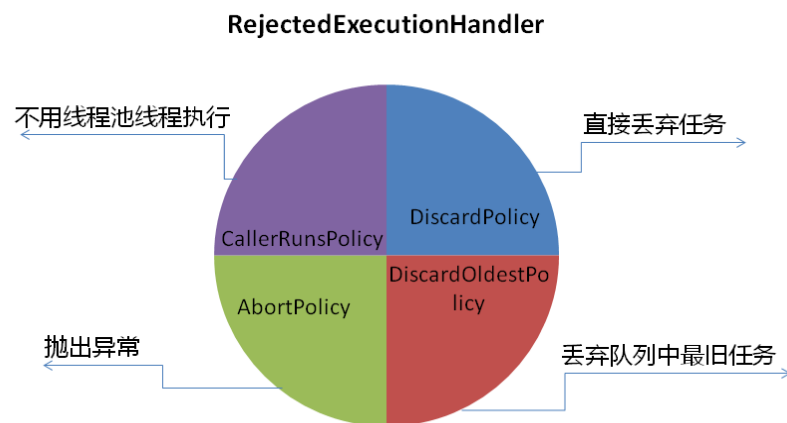 RejectedExecutionHandler
不用线程池线程执行
直接丢弃任务
DiscardPolicy
CallerRunsPolicy
DiscardOldestPo
licy
AbortPolicy
抛出异常
丢弃队列中最旧任务